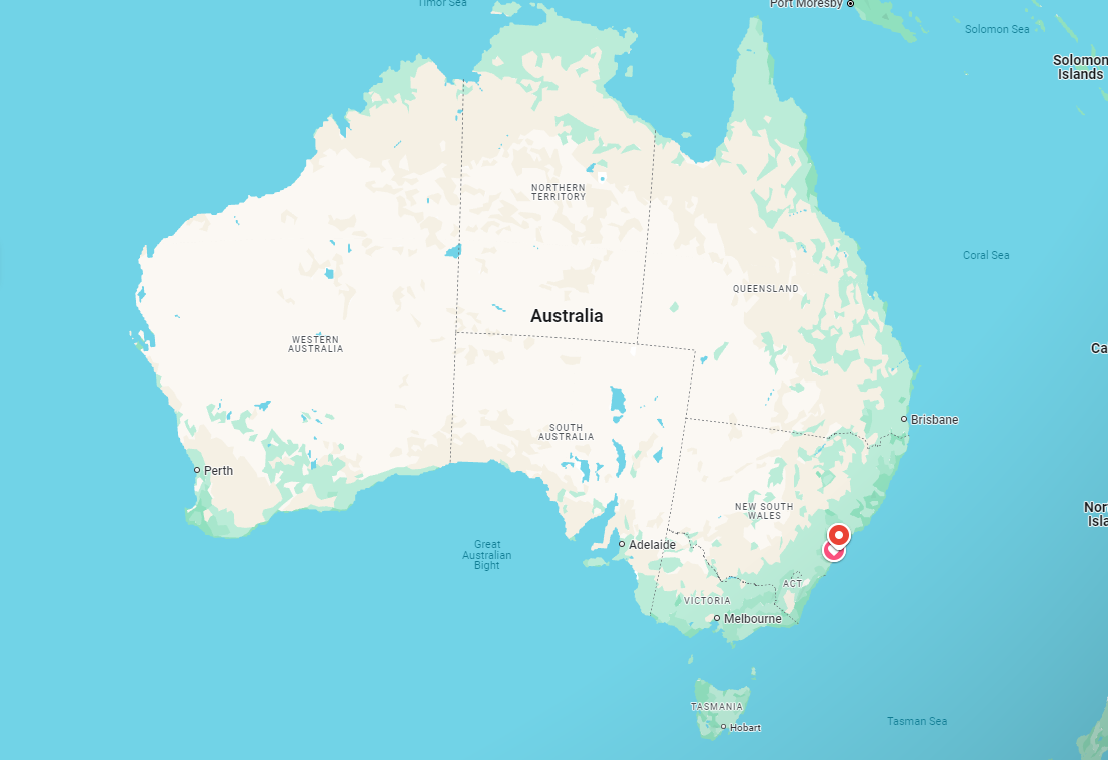 Timor Sea
Port Moresby
Solomon Sea
Solomon
Islands
NORTHERN
TERRITORY
Coral Sea
QUEENSLAND
Australia
WESTERN
AUSTRALIA
Ca
SOUTH
AUSTRALIA
Brisbane
Perth
NEW SOUTH
WALES
Nor
Isla
Adelaide
Great
Australian
Bight
ACT
VICTORIA
Melbourne
TASMANIA
Hobart
Tasman Sea